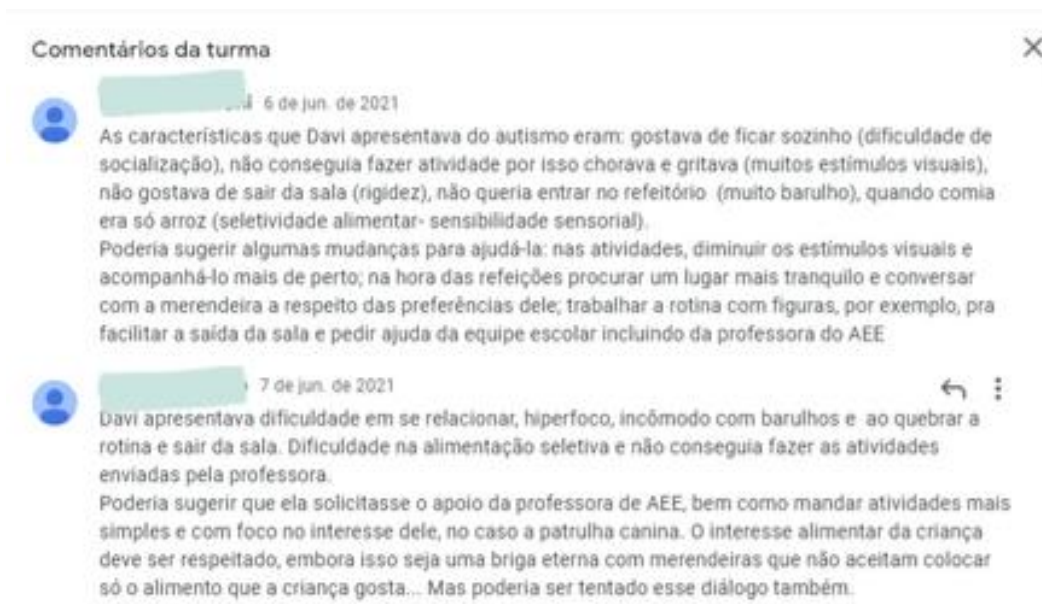 Comentários da turma
6 de jun. de 2021
As características que Davi apresentava do autismo eram: gostava de ficar sozinho (dificuldade de
socialização), não conseguia fazer atividade por isso chorava e gritava (muitos estímulos visuais),
não gostava de sair da sala (rigidez), não queria entrar no refeitório (muito barulho), quando comia
era só arroz (seletividade alimentar- sensibilidade sensorial).
Poderia sugerir algumas mudanças para ajudá-la: nas atividades, diminuir os estímulos visuais e
acompanhá-lo mais de perto; na hora das refeições procurar um lugar mais tranquilo e conversar
com a merendeira a respeito das preferências dele; trabalhar a rotina com figuras, por exemplo, pra
facilitar a saída da sala e pedir ajuda da equipe escolar incluindo da professora do AEE
7 de jun. de 2021
Davi apresentava dificuldade em se relacionar, hiperfoco, incômodo com barulhos e ao quebrar a
rotina e sair da sala. Dificuldade na alimentação seletiva e não conseguia fazer as atividades
enviadas pela professora.
Poderia sugerir que ela solicitasse o apoio da professora de AEE, bem como mandar atividades mais
simples e com foco no interesse dele, no caso a patrulha canina. O interesse alimentar da criança
deve ser respeitado, embora isso seja uma briga eterna com merendeiras que não aceitam colocar
só o alimento que a criança gosta... Mas poderia ser tentado esse diálogo também.